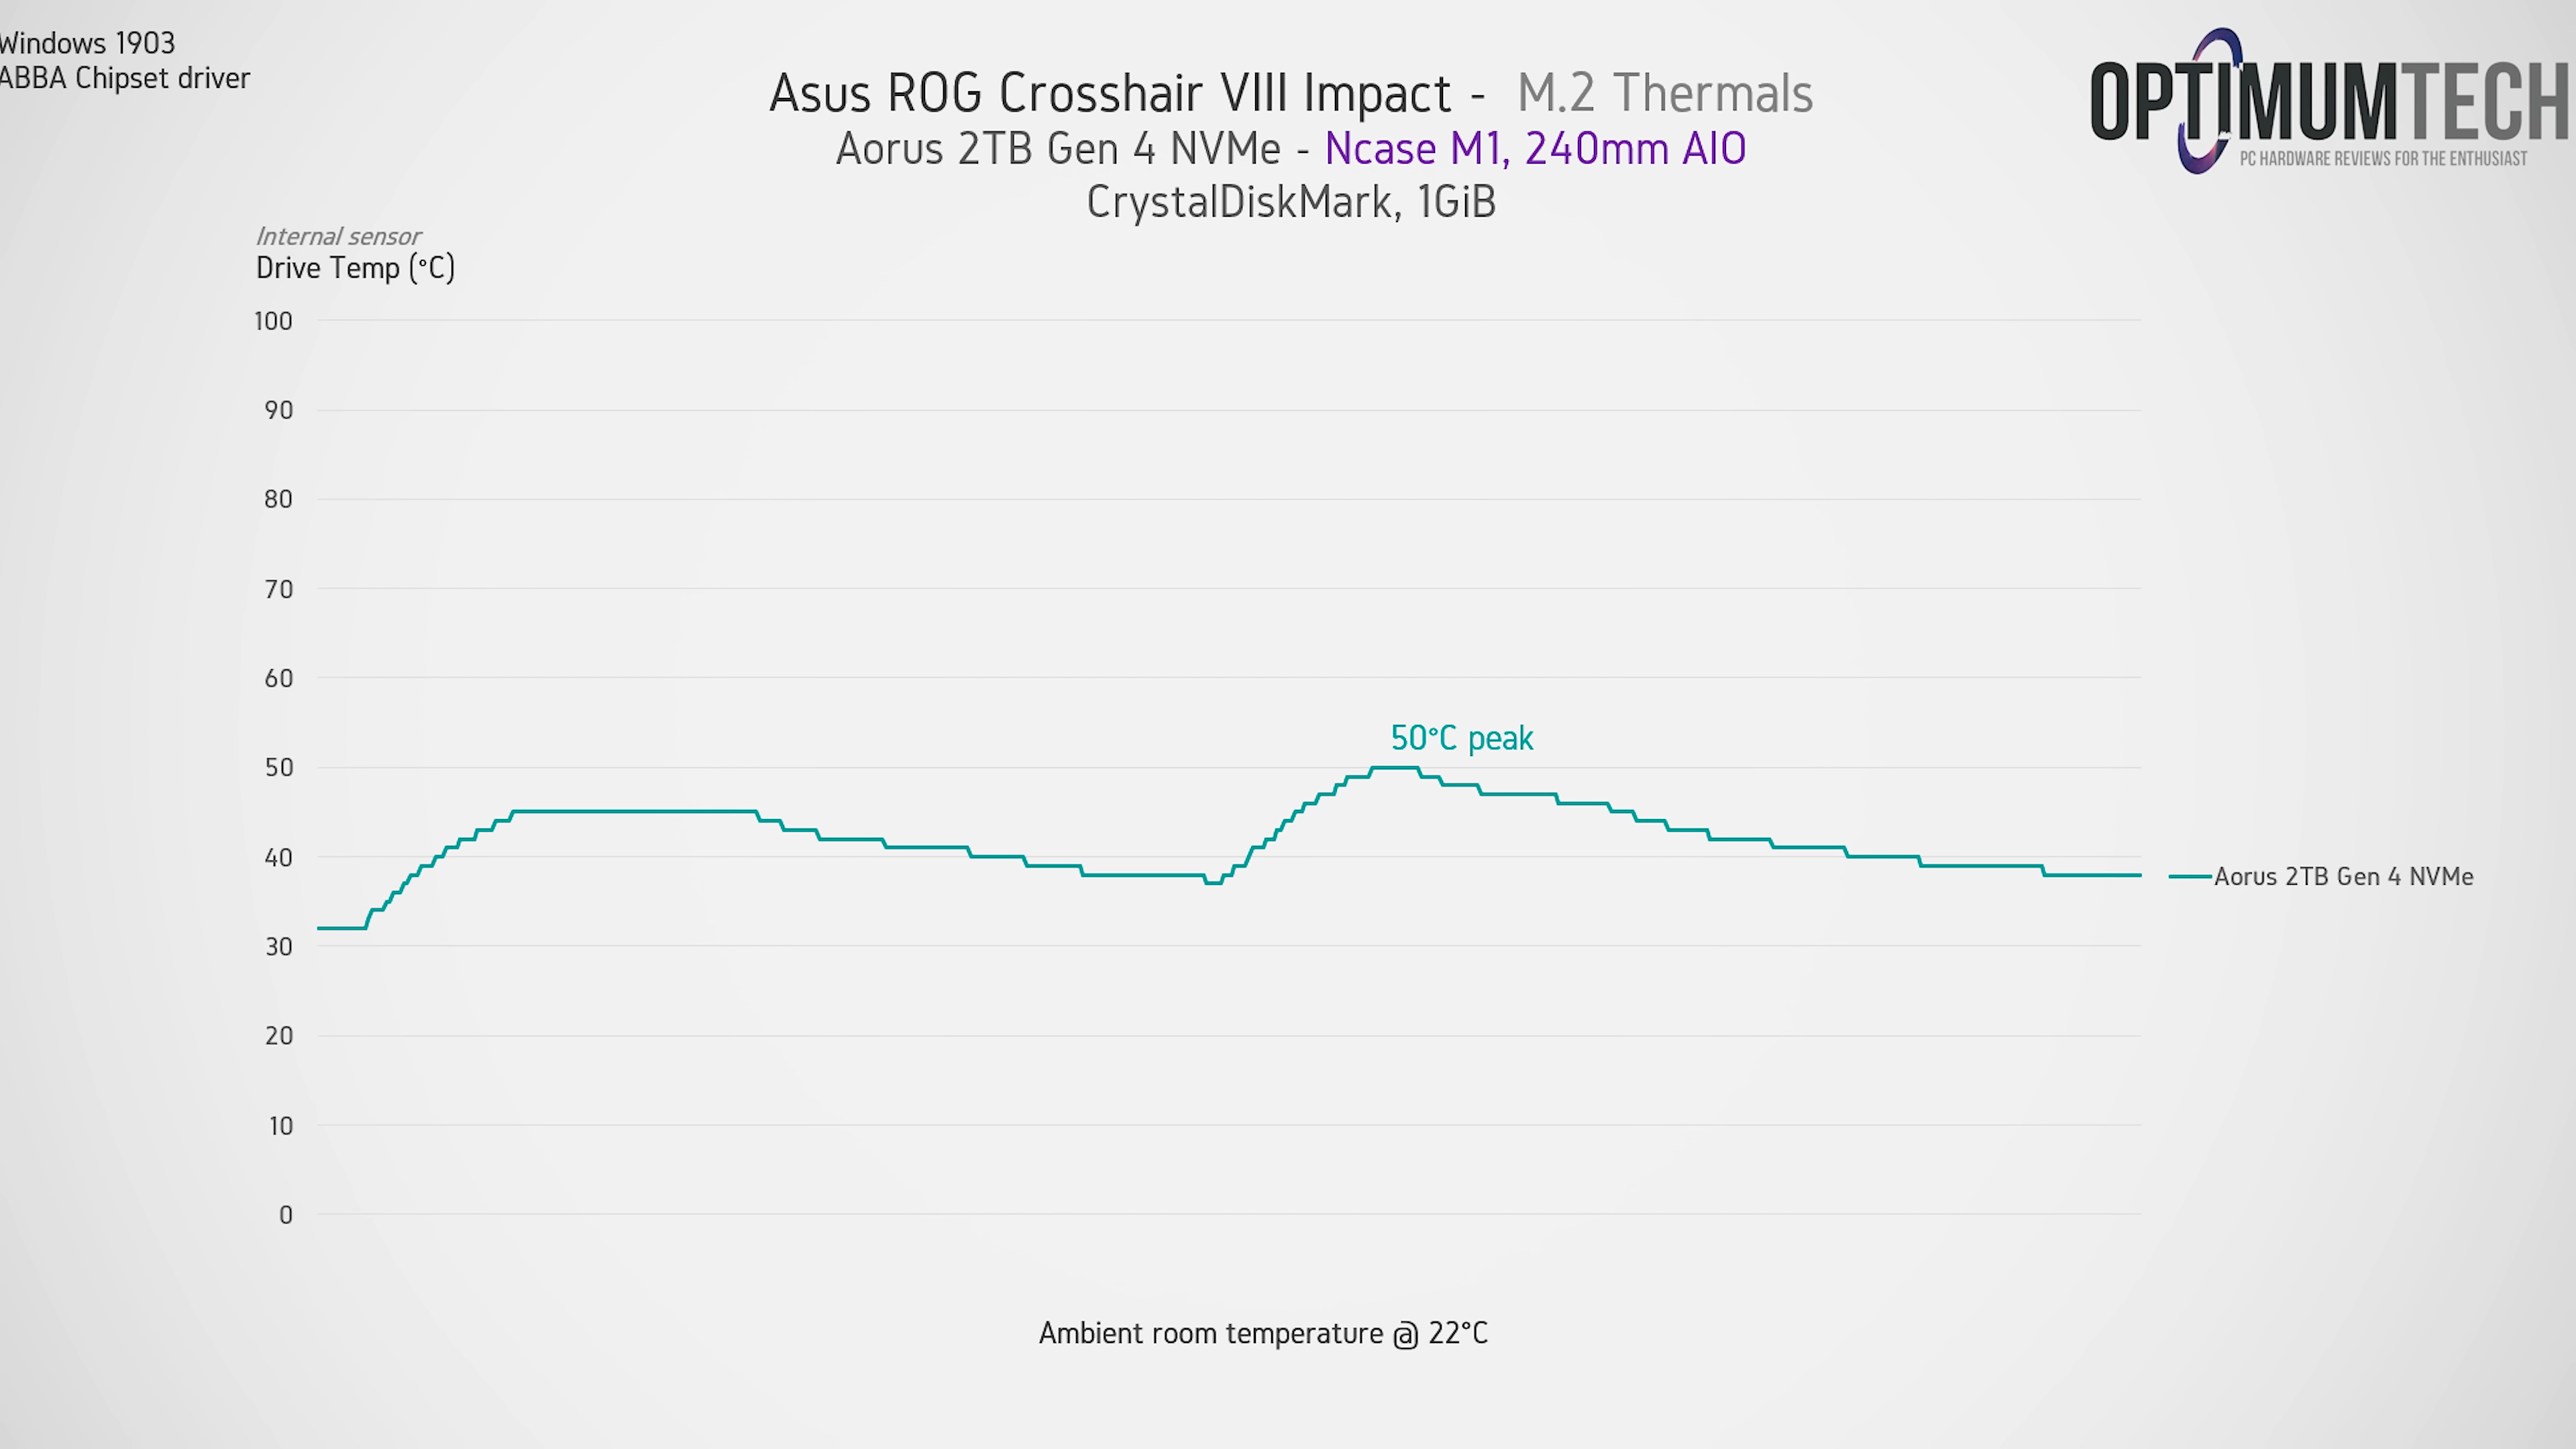 Windows 1903
ABBA Chipset driver
Asus ROG Crosshair VIII Impact - M.2 Thermals
Aorus 2TB Gen 4 NVMe - Ncase M1, 240mm AIO
CrystalDiskMark, 1GiB
OPTIMUMTECH
PC HARDWARE REVIEWS FOR THE ENTHUSIAST
Internal sensor
Drive Temp (°C)
100
90
80
70
60
50
40
30
20
10
0
50°C peak
Aorus 2TB Gen 4 NVMe
Ambient room temperature @ 22°C